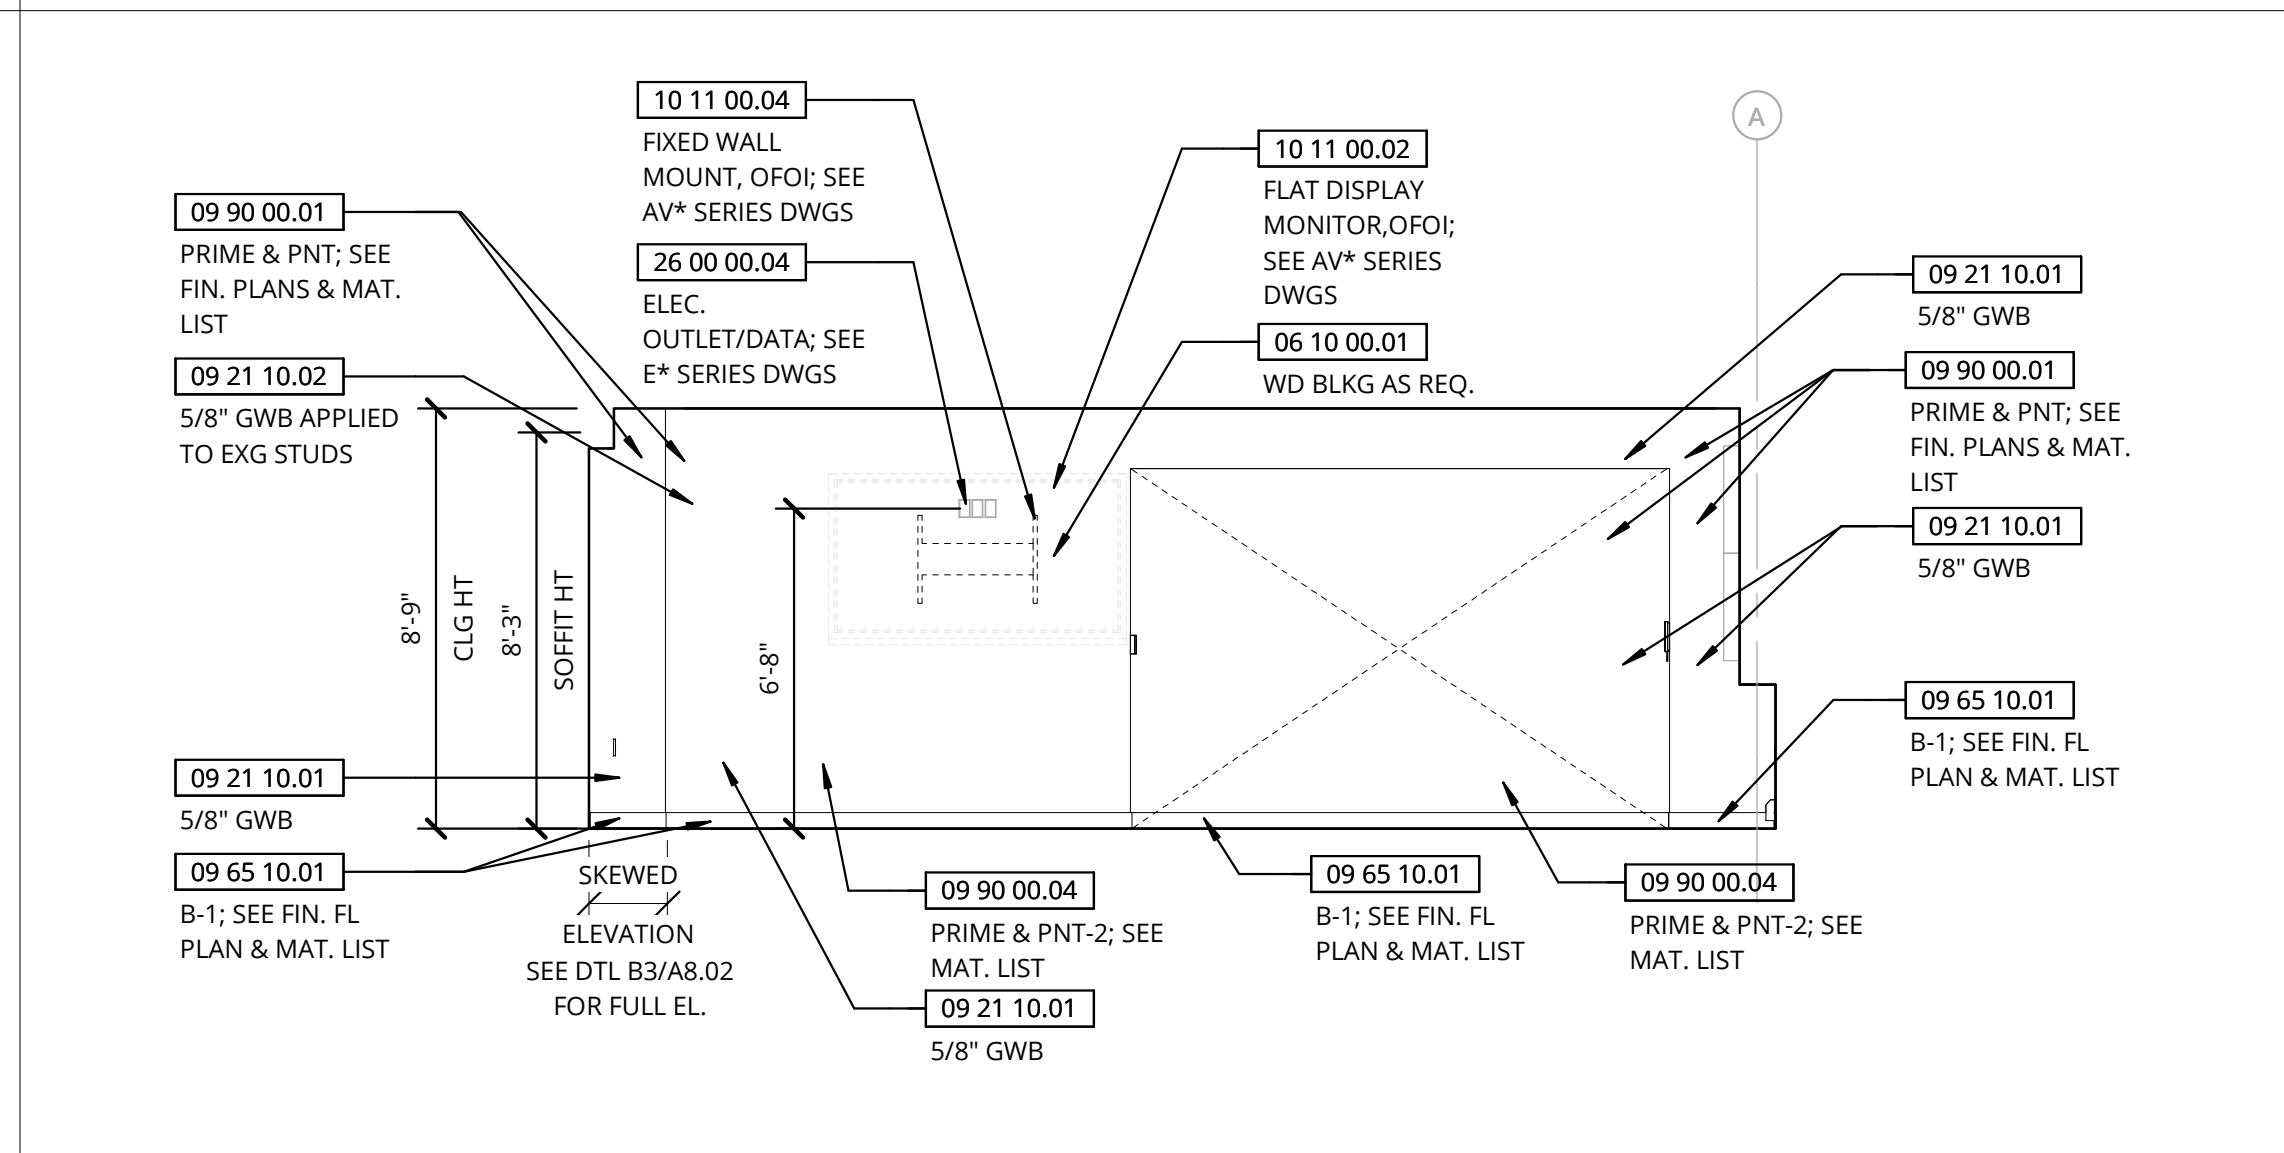 10 11 00.04
FIXED WALL
MOUNT, OFOI; SEE
AV* SERIES DWGS
A
10 11 00.02
FLAT DISPLAY
MONITOR,OFOI;
SEE AV* SERIES
DWGS
09 90 00.01
PRIME & PNT; SEE
FIN. PLANS & MAT.
LIST
26 00 00.04
ELEC.
OUTLET/DATA; SEE
E* SERIES DWGS
09 21 10.01
5/8" GWB
06 10 00.01
WD BLKG AS REQ.
09 21 10.02
5/8" GWB APPLIED
TO EXG STUDS
09 90 00.01
PRIME & PNT; SEE
FIN. PLANS & MAT.
LIST
09 21 10.01
5/8" GWB
8'-9"
CLG HT
8'-3"
SOFFIT HT
6'-8"
09 65 10.01
B-1; SEE FIN. FL
PLAN & MAT. LIST
09 21 10.01
5/8" GWB
09 65 10.01
B-1; SEE FIN. FL
PLAN & MAT. LIST
SKEWED
ELEVATION
SEE DTL B3/A8.02
FOR FULL EL.
09 90 00.04
PRIME & PNT-2; SEE
MAT. LIST
09 21 10.01
5/8" GWB
09 65 10.01
B-1; SEE FIN. FL
PLAN & MAT. LIST
09 90 00.04
PRIME & PNT-2; SEE
MAT. LIST